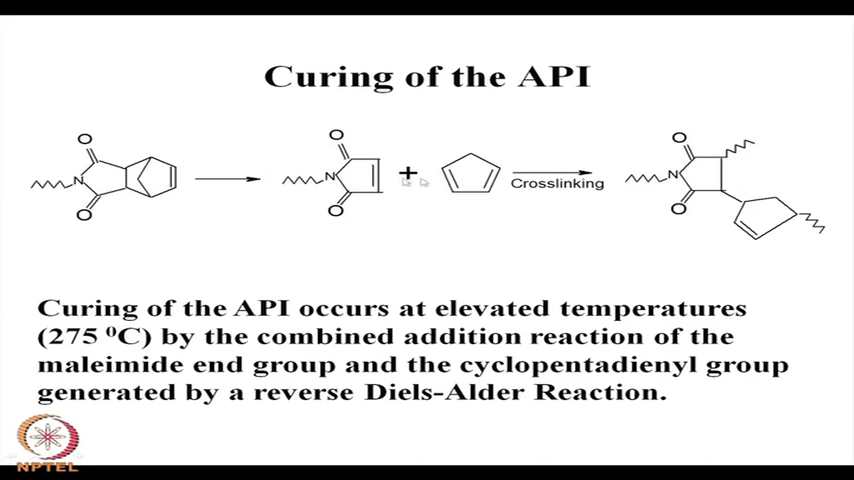 Curing of the API
O
N
O
O
N
O
+
Crosslinking
O
N
O
Curing of the API occurs at elevated temperatures
(275 ⁰C) by the combined addition reaction of the
maleimide end group and the cyclopentadienyl group
generated by a reverse Diels-Alder Reaction.
NPTEL